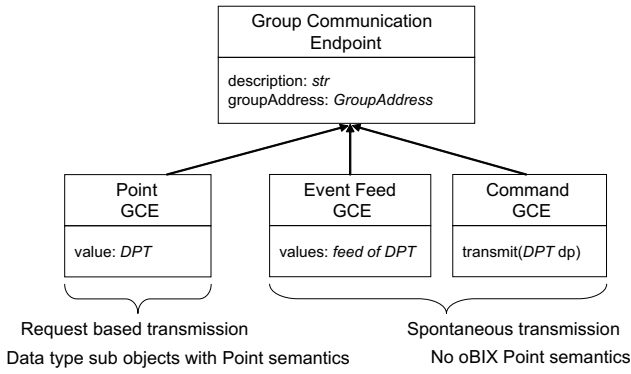 Group Communication
Endpoint
description: str
groupAddress: GroupAddress
Point
GCE
value: DPT
Event Feed
GCE
values: feed of DPT
Command
GCE
transmit(DPT dp)
Request based transmission
Data type sub objects with Point semantics
Spontaneous transmission
No oBIX Point semantics